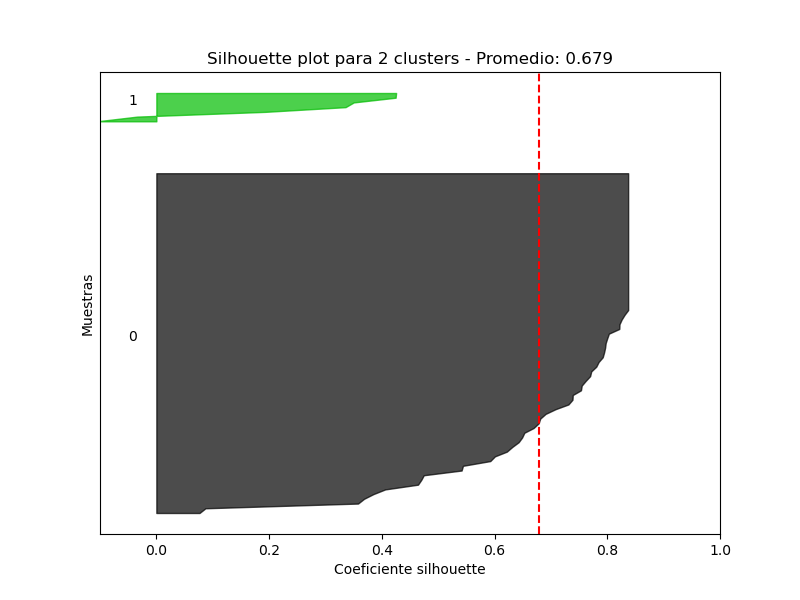 Silhouette plot para 2 clusters - Promedio: 0.679
1
0
Muestras
0.0 0.2 0.4 0.6 0.8 1.0
Coeficiente silhouette